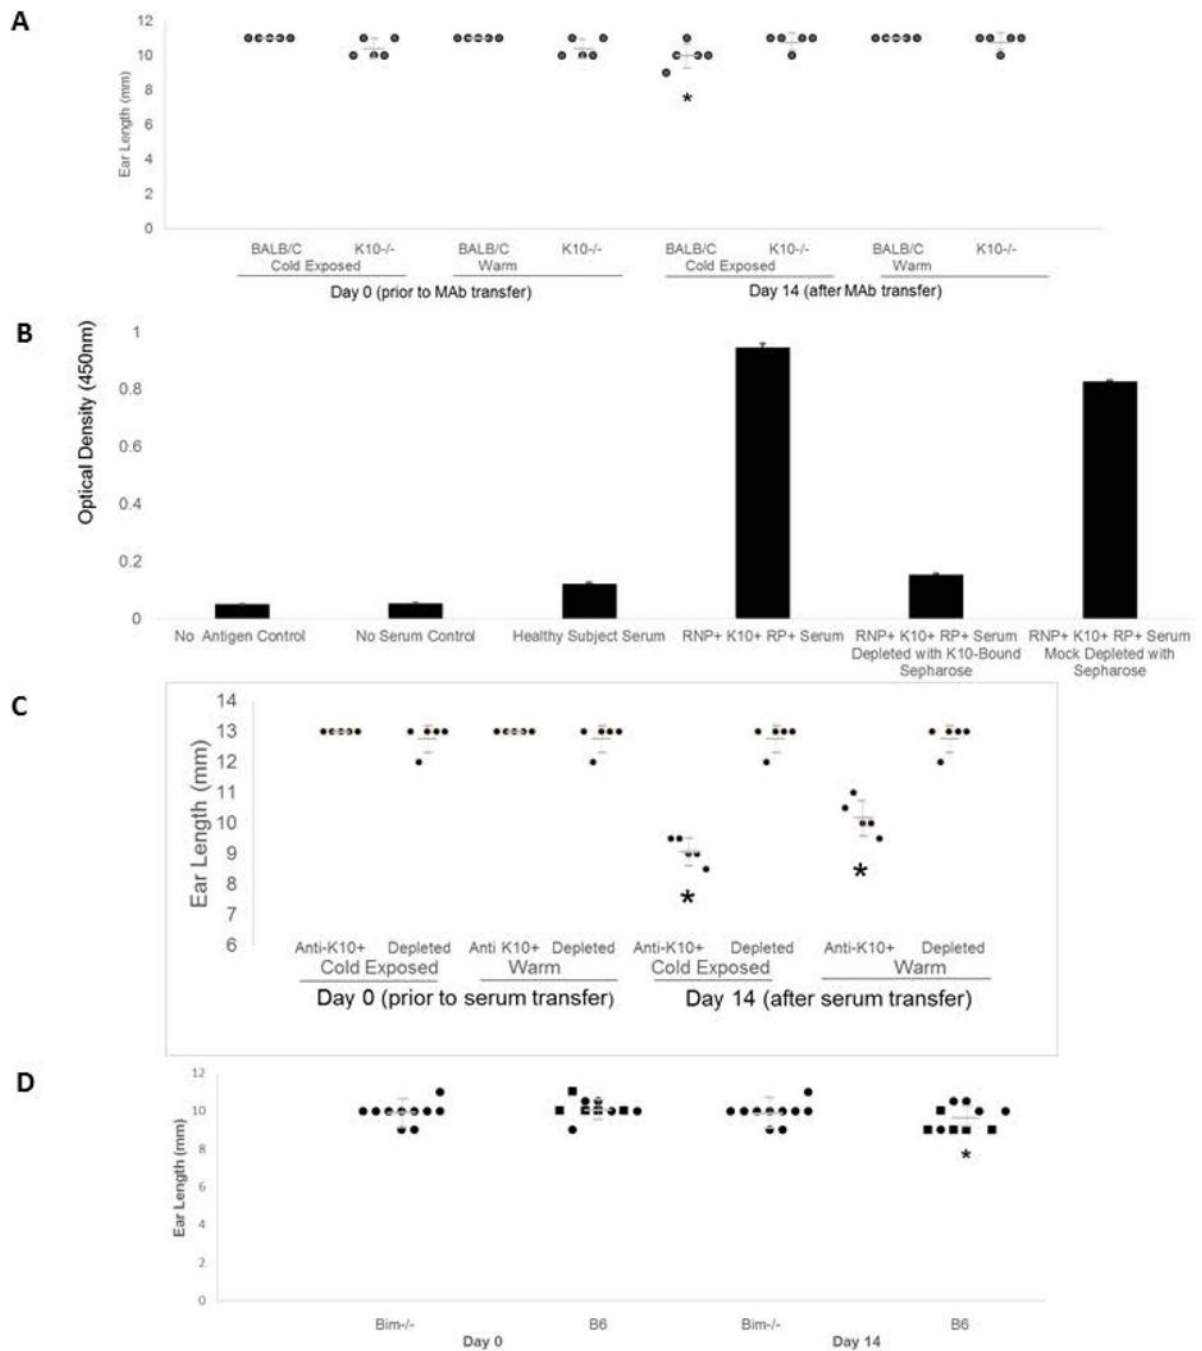 A
12
10
8
6
4
2
0
Ear Length (mm)
BALB/C K10-/- BALB/C K10-/- BALB/C K10-/- BALB/C K10-/-
Cold Exposed Warm Cold Exposed Warm
Day 0 (prior to MAb transfer) Day 14 (after MAb transfer)
*
B
1
0.8
0.6
0.4
0.2
0
Optical Density (450nm)
No Antigen Control No Serum Control Healthy Subject Serum RNP+ K10+ RP+ Serum RNP+ K10+ RP+ Serum RNP+ K10+ RP+ Serum
Depleted with K10-Bound Mock Depleted with
Sepharose Sepharose
C
14
13
12
11
10
9
8
7
6
Ear Length (mm)
* *
Anti-K10+ Depleted Anti K10+ Depleted Anti-K10+ Depleted Anti-K10+ Depleted
Cold Exposed Warm Cold Exposed Warm
Day 0 (prior to serum transfer) Day 14 (after serum transfer)
D
12
10
8
6
4
2
0
Ear Length (mm)
*
Bim-/- B6 Bim-/- B6
Day 0 Day 14